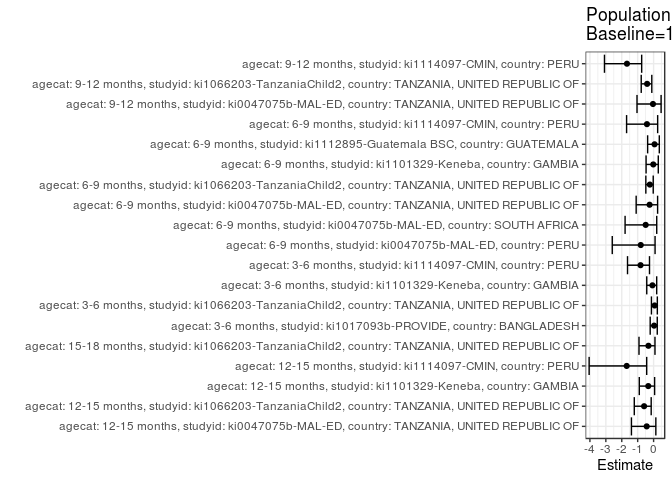 Population
Baseline=1
agecat: 9-12 months, studyid: ki1114097-CMIN, country: PERU
agecat: 9-12 months, studyid: ki1066203-TanzaniaChild2, country: TANZANIA, UNITED REPUBLIC OF
agecat: 9-12 months, studyid: ki0047075b-MAL-ED, country: TANZANIA, UNITED REPUBLIC OF
agecat: 6-9 months, studyid: ki1114097-CMIN, country: PERU
agecat: 6-9 months, studyid: ki1112895-Guatemala BSC, country: GUATEMALA
agecat: 6-9 months, studyid: ki1101329-Keneba, country: GAMBIA
agecat: 6-9 months, studyid: ki1066203-TanzaniaChild2, country: TANZANIA, UNITED REPUBLIC OF
agecat: 6-9 months, studyid: ki0047075b-MAL-ED, country: TANZANIA, UNITED REPUBLIC OF
agecat: 6-9 months, studyid: ki0047075b-MAL-ED, country: SOUTH AFRICA
agecat: 6-9 months, studyid: ki0047075b-MAL-ED, country: PERU
agecat: 3-6 months, studyid: ki1114097-CMIN, country: PERU
agecat: 3-6 months, studyid: ki1101329-Keneba, country: GAMBIA
agecat: 3-6 months, studyid: ki1066203-TanzaniaChild2, country: TANZANIA, UNITED REPUBLIC OF
agecat: 3-6 months, studyid: ki1017093b-PROVIDE, country: BANGLADESH
agecat: 15-18 months, studyid: ki1066203-TanzaniaChild2, country: TANZANIA, UNITED REPUBLIC OF
agecat: 12-15 months, studyid: ki1114097-CMIN, country: PERU
agecat: 12-15 months, studyid: ki1101329-Keneba, country: GAMBIA
agecat: 12-15 months, studyid: ki1066203-TanzaniaChild2, country: TANZANIA, UNITED REPUBLIC OF
agecat: 12-15 months, studyid: ki0047075b-MAL-ED, country: TANZANIA, UNITED REPUBLIC OF
-4 -3 -2 -1 0
Estimate